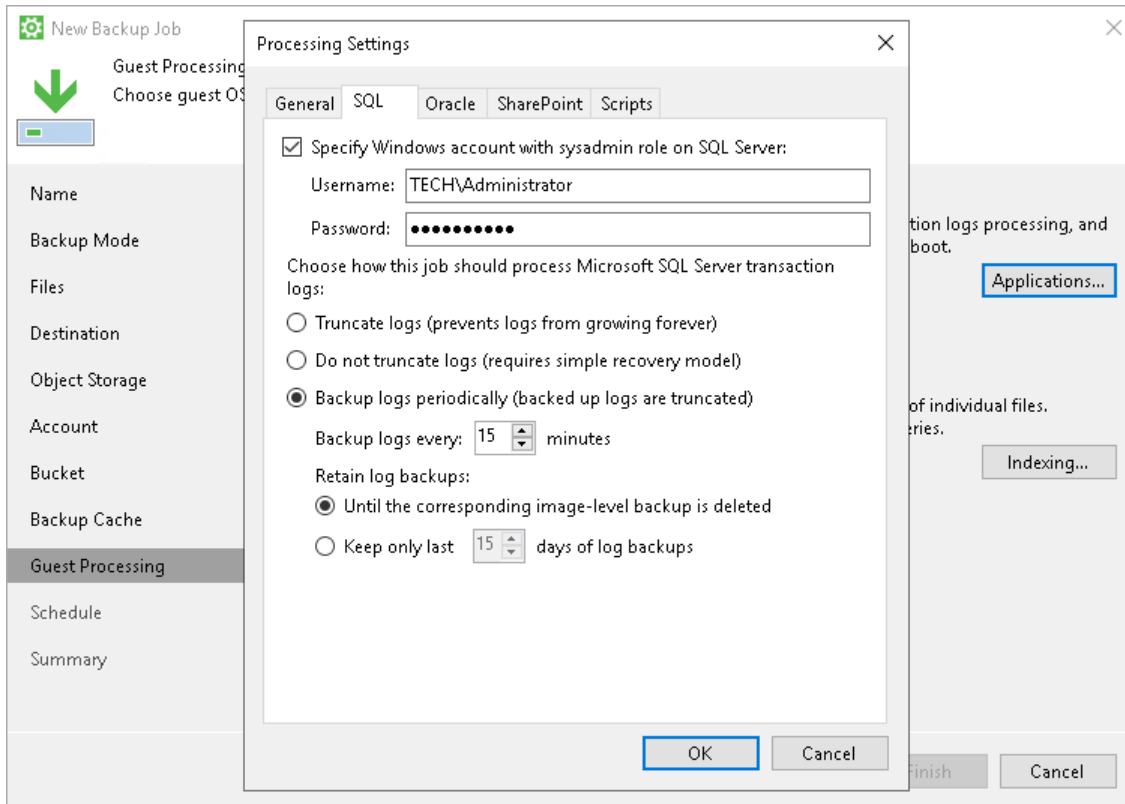 New Backup Job
Guest Processing
Choose guest OS
Name
Backup Mode
Files
Destination
Object Storage
Account
Bucket
Backup Cache
Guest Processing
Schedule
Summary
Processing Settings
General SQL Oracle SharePoint Scripts
Specify Windows account with sysadmin role on SQL Server:
Username: TECH\Administrator
Password: ●●●●●●●●●●
Choose how this job should process Microsoft SQL Server transaction
logs:
Truncate logs (prevents logs from growing forever)
Do not truncate logs (requires simple recovery model)
Backup logs periodically (backed up logs are truncated)
Backup logs every: 15 minutes
Retain log backups:
Until the corresponding image-level backup is deleted
Keep only last 15 days of log backups
OK Cancel
tion logs processing, and
boot.
Applications...
of individual files.
eries.
Indexing...
Finish Cancel